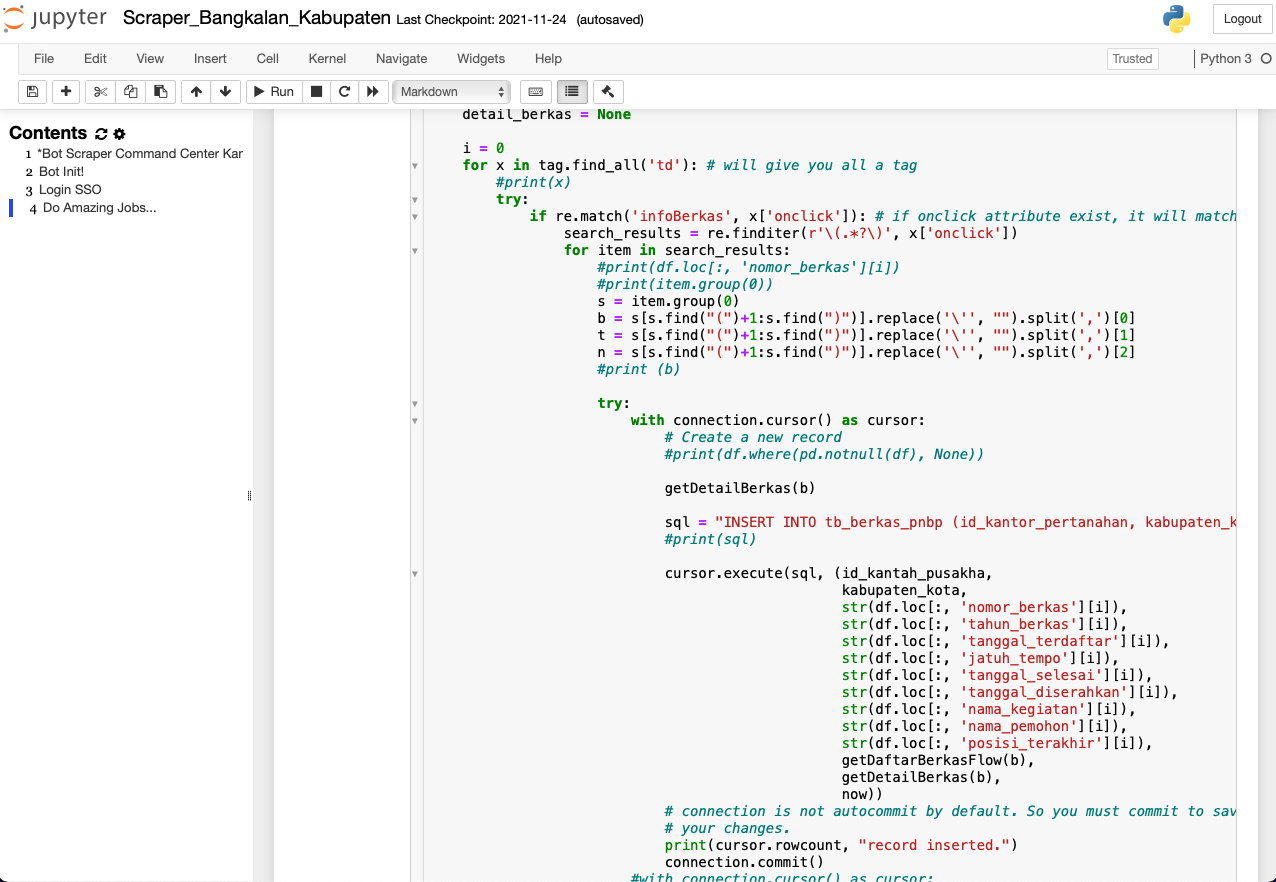 jupyter Scraper_Bangkalan_Kabupaten Last Checkpoint: 2021-11-24 (autosaved)
Logout
File Edit View Insert Cell Kernel Navigate Widgets Help
Trusted
Python 3
Run
Markdown
Contents
1 *Bot Scraper Command Center Kar
2 Bot Init!
3 Login SSO
4 Do Amazing Jobs...
detail_berkas = None
i = 0
for x in tag.find_all('td'): # will give you all a tag
#print(x)
try:
if re.match('infoBerkas', x['onclick']): # if onclick attribute exist, it will match
search_results = re.finditer(r'\(.*?\)', x['onclick'])
for item in search_results:
#print(df.loc[:, 'nomor_berkas'][i])
#print(item.group(0))
s = item.group(0)
b = s[s.find("(")+1:s.find(")")].replace('\'', "").split(',')[0]
t = s[s.find("(")+1:s.find(")")].replace('\'', "").split(',')[1]
n = s[s.find("(")+1:s.find(")")].replace('\'', "").split(',')[2]
#print (b)
try:
with connection.cursor() as cursor:
# Create a new record
#print(df.where(pd.notnull(df), None))
getDetailBerkas(b)
sql = "INSERT INTO tb_berkas_pnbp (id_kantor_pertanahan, kabupaten_k
#print(sql)
cursor.execute(sql, (id_kantah_pusakha,
kabupaten_kota,
str(df.loc[:, 'nomor_berkas'][i]),
str(df.loc[:, 'tahun_berkas'][i]),
str(df.loc[:, 'tanggal_terdaftar'][i]),
str(df.loc[:, 'jatuh_tempo'][i]),
str(df.loc[:, 'tanggal_selesai'][i]),
str(df.loc[:, 'tanggal_diserahkan'][i]),
str(df.loc[:, 'nama_kegiatan'][i]),
str(df.loc[:, 'nama_pemohon'][i]),
str(df.loc[:, 'posisi_terakhir'][i]),
getDaftarBerkasFlow(b),
getDetailBerkas(b),
now))
# connection is not autocommit by default. So you must commit to sav
# your changes.
print(cursor.rowcount, "record inserted.")
connection.commit()
#with connection.cursor() as cursor: